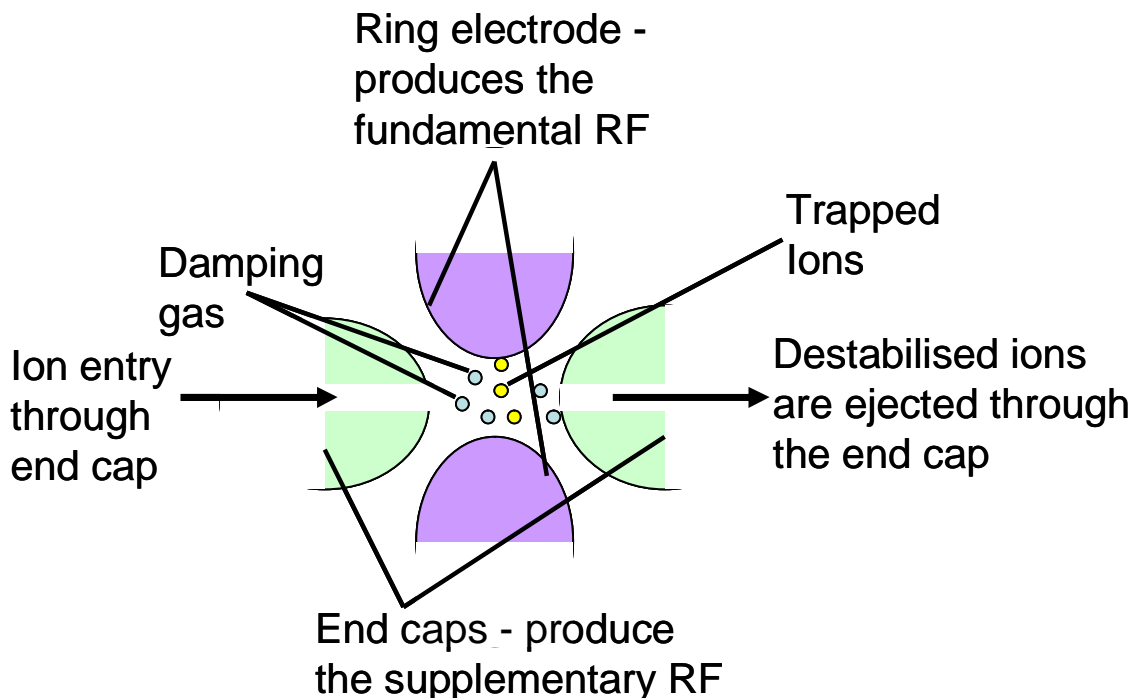 Ring electrode -
produces the
fundamental RF
Trapped
Ions
Damping
gas
Ion entry
through
end cap
Destabilised ions
are ejected through
the end cap
End caps - produce
the supplementary RF